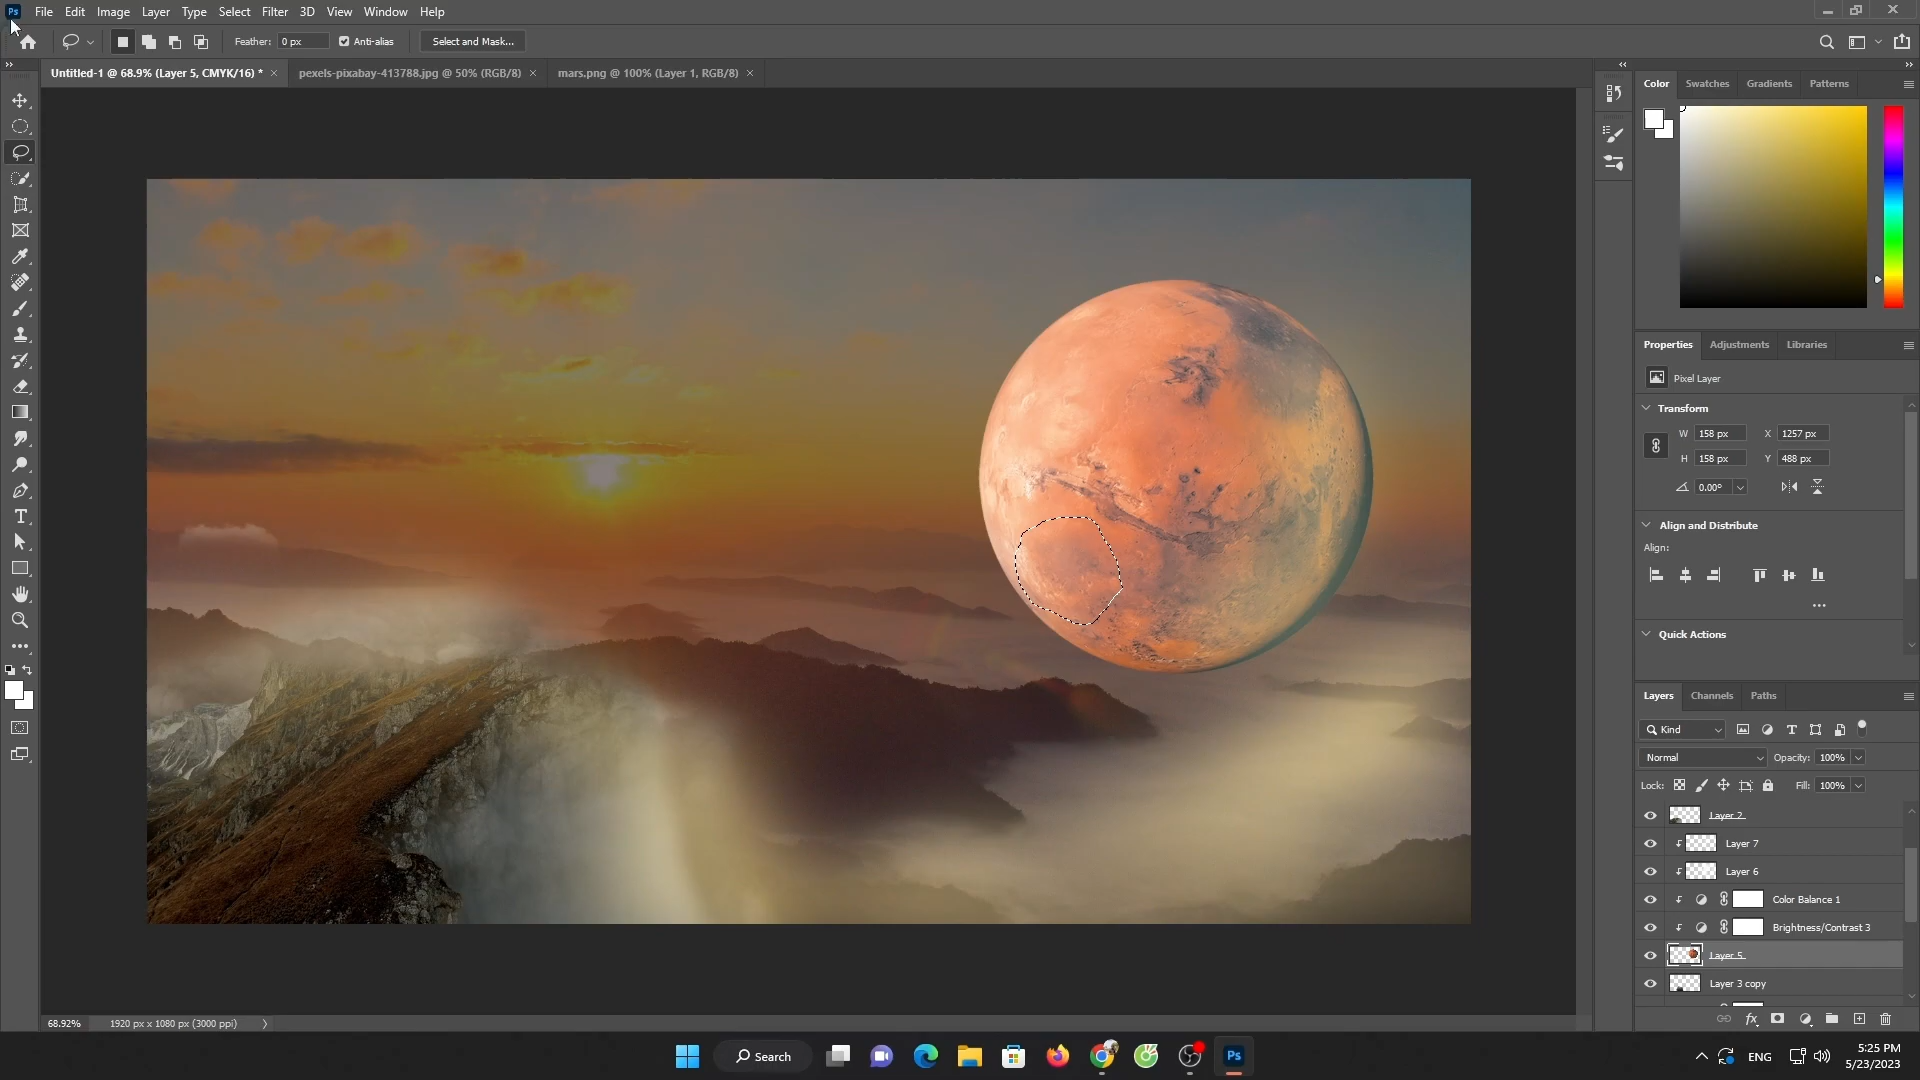 Ps File Edit Image Layer Type Select Filter 3D View Window Help
Feather: 0 px Anti-alias Select and Mask...
Untitled-1 @ 68.9% (Layer 5, CMYK/16) * × pexels-pixabay-413788.jpg @ 50% (RGB/8) × mars.png @ 100% (Layer 1, RGB/8) ×
Color Swatches Gradients Patterns
Properties Adjustments Libraries
Pixel Layer
Transform
W 158 px X 1257 px
H 158 px Y 488 px
0.00°
Align and Distribute
Align:
Quick Actions
Layers Channels Paths
Kind
Normal Opacity: 100%
Lock: Fill: 100%
Layer 2
Layer 7
Layer 6
Color Balance 1
Brightness/Contrast 3
Layer 5
Layer 3 copy
68.92% 1920 px x 1080 px (3000 ppi)
Search
Ps
ENG
5:25 PM
5/23/2023